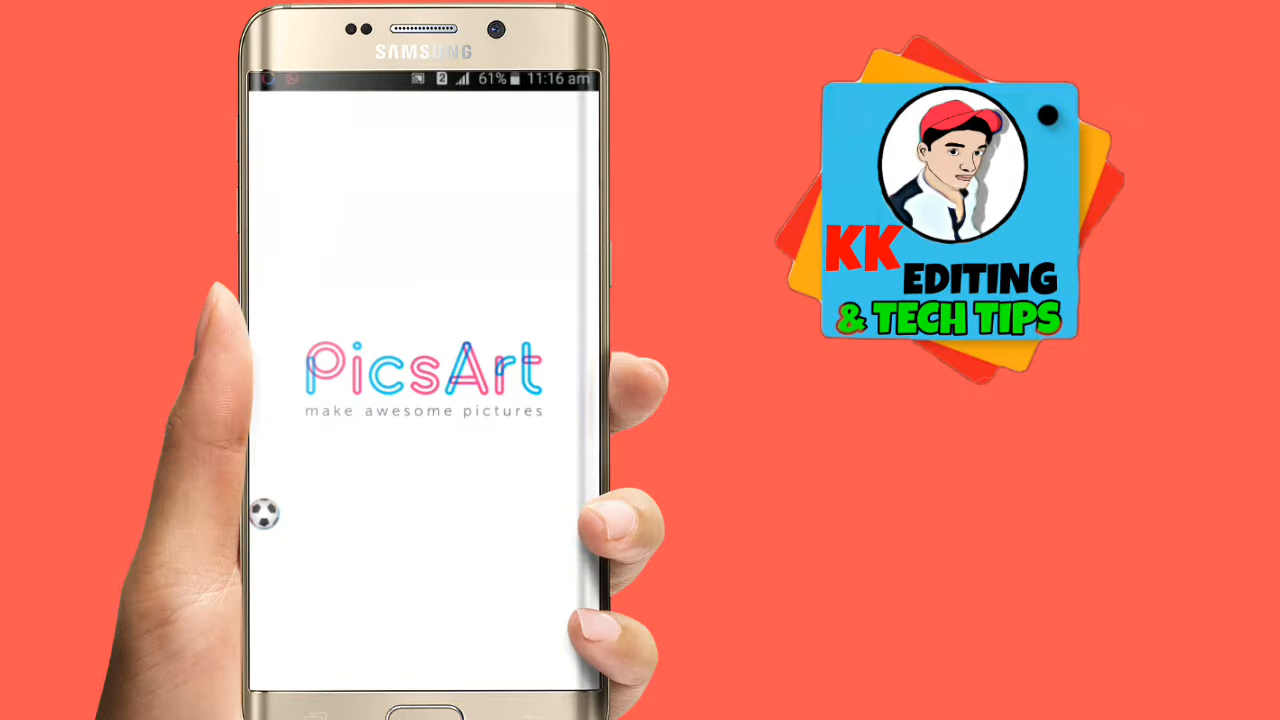 SAMSUNG
2 61% 11:16 am
PicsArt
make awesome pictures
KK
EDITING
& TECH TIPS